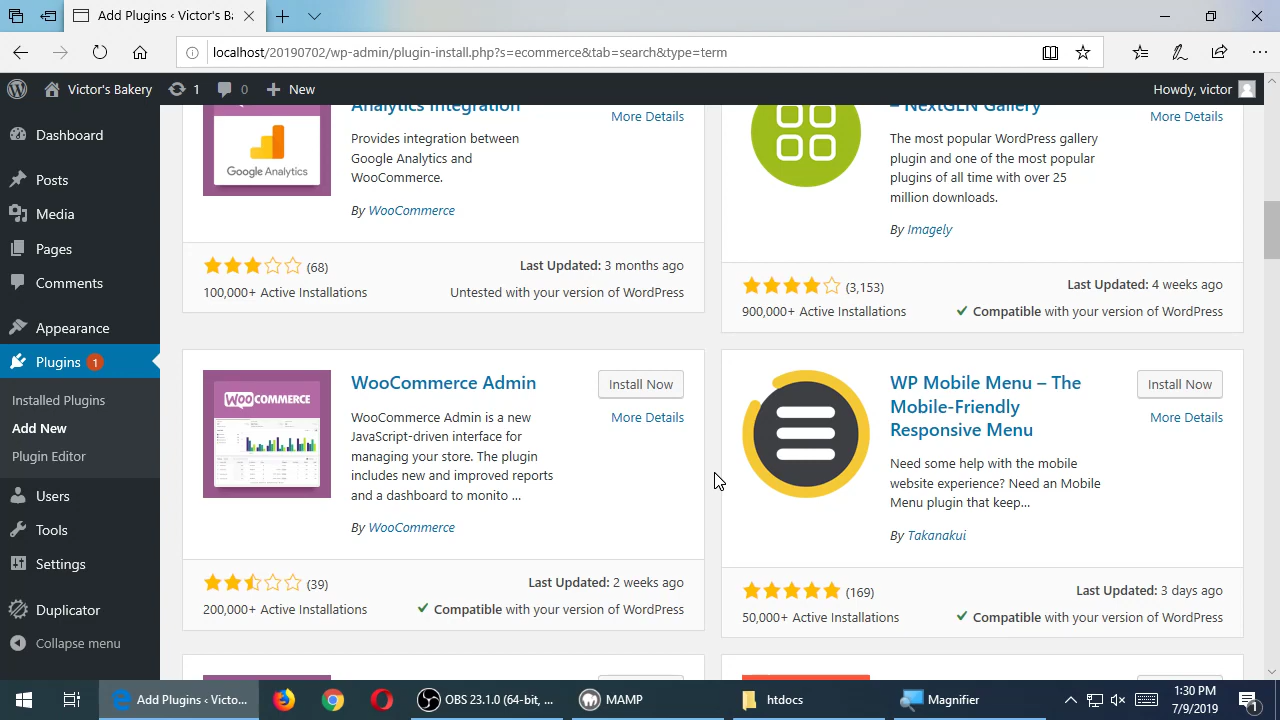 Add Plugins ‹ Victor's B
localhost/20190702/wp-admin/plugin-install.php?s=ecommerce&tab=search&type=term
Victor's Bakery
1
0
New
Howdy, victor
Dashboard
Posts
Media
Pages
Comments
Appearance
Plugins 1
Installed Plugins
Add New
Plugin Editor
Users
Tools
Settings
Duplicator
Collapse menu
Analytics Integration
More Details
Google Analytics
Provides integration between
Google Analytics and
WooCommerce.
By WooCommerce
(68)
Last Updated: 3 months ago
100,000+ Active Installations
Untested with your version of WordPress
– NextGEN Gallery
More Details
The most popular WordPress gallery
plugin and one of the most popular
plugins of all time with over 25
million downloads.
By Imagely
(3,153)
Last Updated: 4 weeks ago
900,000+ Active Installations
Compatible with your version of WordPress
WOOCOMMERCE
WooCommerce Admin
Install Now
More Details
WooCommerce Admin is a new
JavaScript-driven interface for
managing your store. The plugin
includes new and improved reports
and a dashboard to monito ...
By WooCommerce
(39)
Last Updated: 2 weeks ago
200,000+ Active Installations
Compatible with your version of WordPress
WP Mobile Menu – The
Mobile-Friendly
Responsive Menu
Install Now
More Details
Need some help with the mobile
website experience? Need an Mobile
Menu plugin that keep...
By Takanakui
(169)
Last Updated: 3 days ago
50,000+ Active Installations
Compatible with your version of WordPress
Add Plugins ‹ Victo...
OBS 23.1.0 (64-bit, ...
MAMP
htdocs
Magnifier
1:30 PM
7/9/2019
1